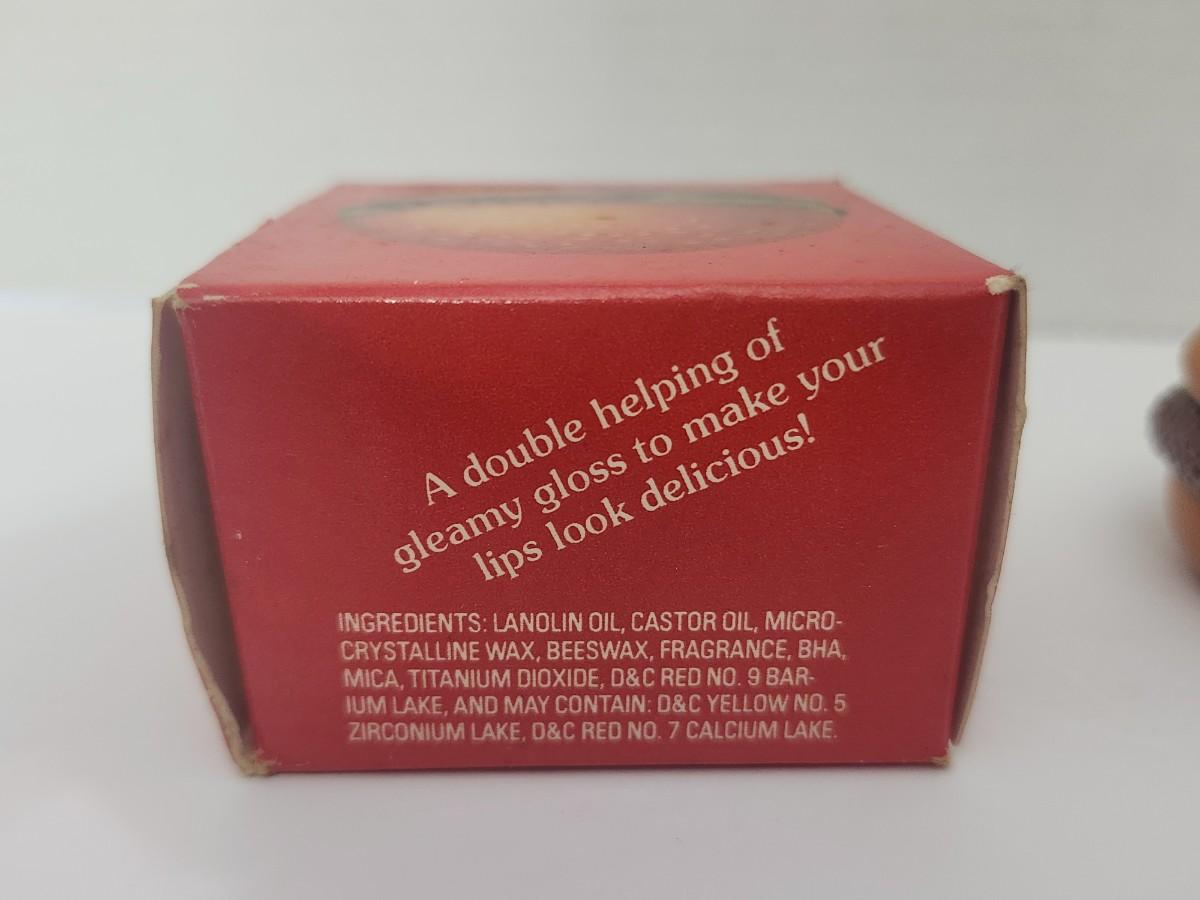 A double helping of
gleamy gloss to make your
lips look delicious!
INGREDIENTS: LANOLIN OIL, CASTOR OIL, MICRO-
CRYSTALLINE WAX, BEESWAX, FRAGRANCE, BHA,
MICA, TITANIUM DIOXIDE, D&C RED NO. 9 BAR-
IUM LAKE, AND MAY CONTAIN: D&C YELLOW NO. 5
ZIRCONIUM LAKE, D&C RED NO. 7 CALCIUM LAKE.